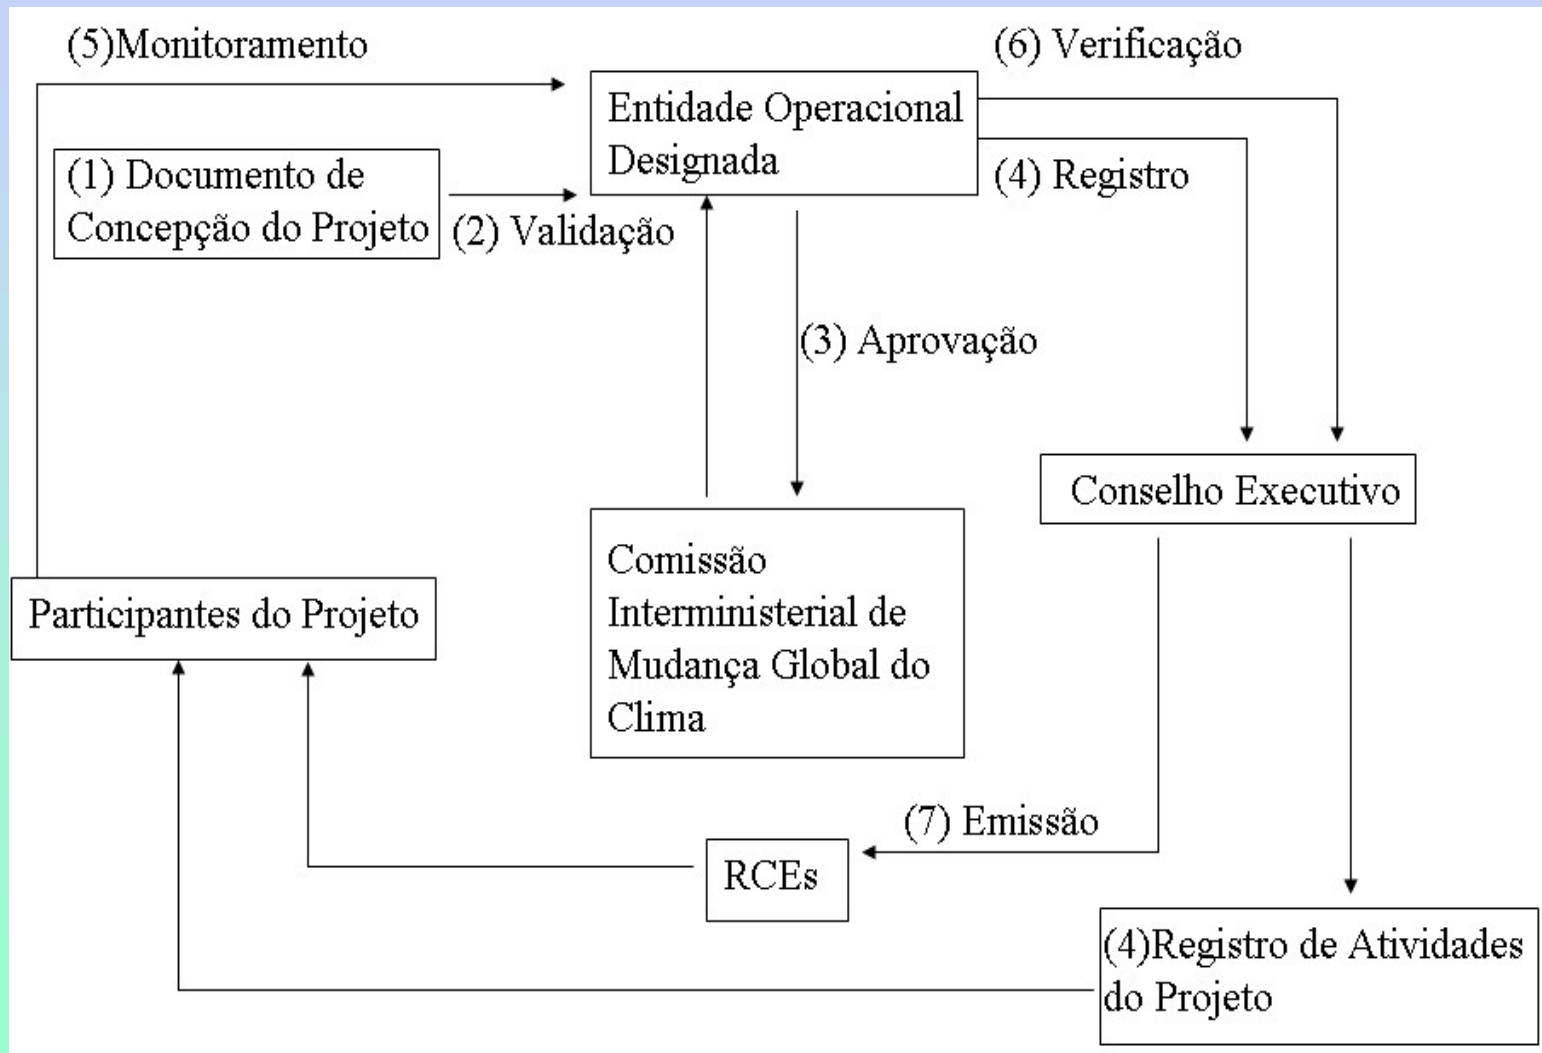 (5)Monitoramento
(6) Verificação
Entidade Operacional
Designada
(1) Documento de
Concepção do Projeto
(2) Validação
(4) Registro
(3) Aprovação
Conselho Executivo
Comissão
Interministerial de
Mudança Global do
Clima
Participantes do Projeto
(7) Emissão
RCEs
(4)Registro de Atividades
do Projeto